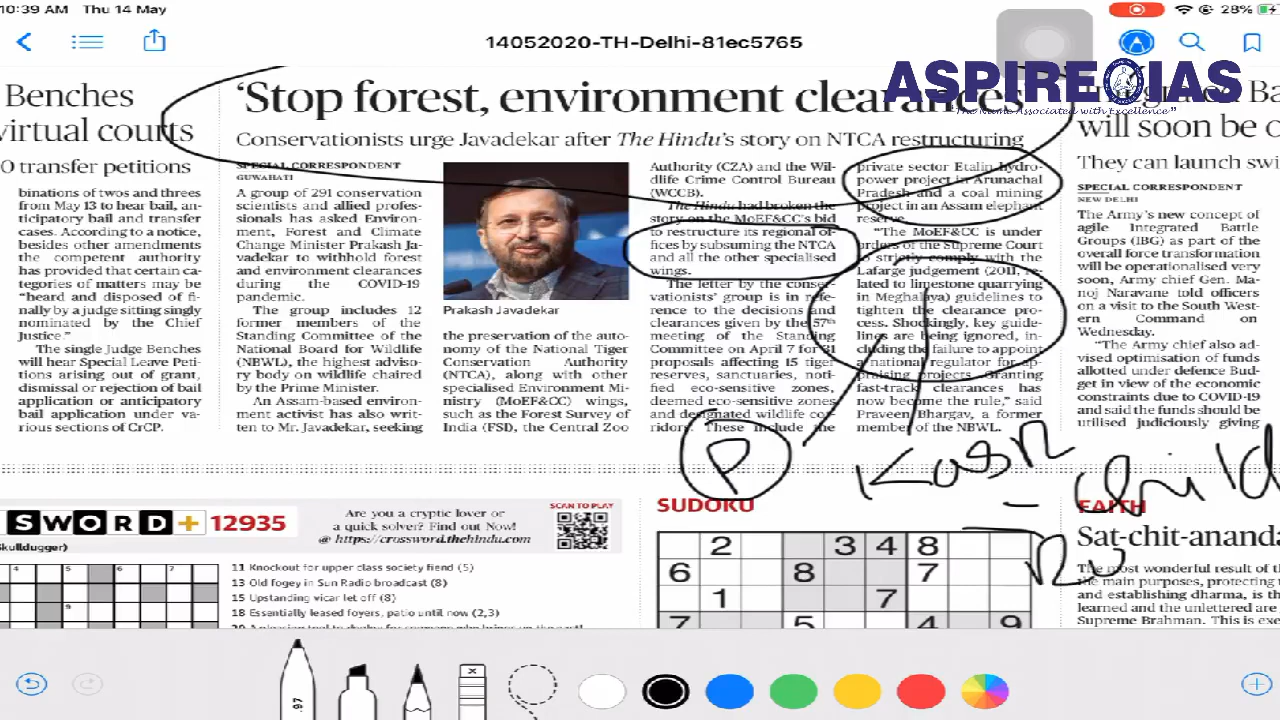 10:39 AM Thu 14 May
28%
14052020-TH-Delhi-81ec5765
ASPIRE IAS
"The Name Associated with Excellence"
Benches
virtual courts
0 transfer petitions
binations of twos and threes
from May 13 to hear bail, an-
ticipatory bail and transfer
cases. According to a notice,
besides other amendments
the competent authority
has provided that certain ca-
tegories of matters may be
"heard and disposed of fi-
nally by a judge sitting singly
nominated by the Chief
Justice."
The single Judge Benches
will hear Special Leave Peti-
tions arising out of grant,
dismissal or rejection of bail
application or anticipatory
bail application under va-
rious sections of CrCP.
'Stop forest, environment clearances'
Conservationists urge Javadekar after The Hindu's story on NTCA restructuring
SPECIAL CORRESPONDENT
GUWAHATI
A group of 291 conservation
scientists and allied profes-
sionals has asked Environ-
ment, Forest and Climate
Change Minister Prakash Ja-
vadekar to withhold forest
and environment clearances
during the COVID-19
pandemic.
The group includes 12
former members of the
Standing Committee of the
National Board for Wildlife
(NBWL), the highest adviso-
ry body on wildlife chaired
by the Prime Minister.
An Assam-based environ-
ment activist has also writ-
ten to Mr. Javadekar, seeking
Prakash Javadekar
the preservation of the auto-
nomy of the National Tiger
Conservation Authority
(NTCA), along with other
specialised Environment Mi-
nistry (MoEF&CC) wings,
such as the Forest Survey of
India (FSI), the Central Zoo
Authority (CZA) and the Wil-
dlife Crime Control Bureau
(WCCB).
The Hindu had broken the
story on the MoEF&CC's bid
to restructure its regional of-
fices by subsuming the NTCA
and all the other specialised
wings.
The letter by the conser-
vationists' group is in refe-
rence to the decisions and
clearances given by the 57th
meeting of the Standing
Committee on April 7 for 31
proposals affecting 15 tiger
reserves, sanctuaries, noti-
fied eco-sensitive zones,
deemed eco-sensitive zones
and designated wildlife cor-
ridors. These include the
private sector Etalin hydro-
power project in Arunachal
Pradesh and a coal mining
project in an Assam elephant
reserve.
"The MoEF&CC is under
orders of the Supreme Court
to strictly comply with the
Lafarge judgement (2011, re-
lated to limestone quarrying
in Meghalaya) guidelines to
tighten the clearance pro-
cess. Shockingly, key guide-
lines are being ignored, in-
cluding the failure to appoint
a national regulator for ap-
praising projects. Granting
fast-track clearances has
now become the rule," said
Praveen Bhargav, a former
member of the NBWL.
will soon be
They can launch
SPECIAL CORRESPONDENT
NEW DELHI
The Army's new concept of
agile Integrated Battle
Groups (IBG) as part of the
overall force transformation
will be operationalised very
soon, Army chief Gen. Ma-
noj Naravane told officers
on a visit to the South West-
ern Command on
Wednesday.
"The Army chief also ad-
vised optimisation of funds
allotted under defence Bud-
get in view of the economic
constraints due to COVID-19
and said the funds should be
utilised judiciously giving
P
SWORD+ 12935
Skulldugger)
Are you a cryptic lover or
a quick solver? Find out Now!
@ https://crossword.thehindu.com
SCAN TO PLAY
4 5 6 7
9
11 Knockout for upper class society fiend (5)
13 Old fogey in Sun Radio broadcast (8)
15 Upstanding vicar let off (8)
18 Essentially leased foyers, patio until now (2,3)
SUDOKU
2 3 4 8
6 8 7
1 7
7 5 4 9
FAITH
Sat-chit-ananda
The most wonderful result of
the main purposes, protecting
and establishing dharma, is
learned and the unlettered are
Supreme Brahman. This is